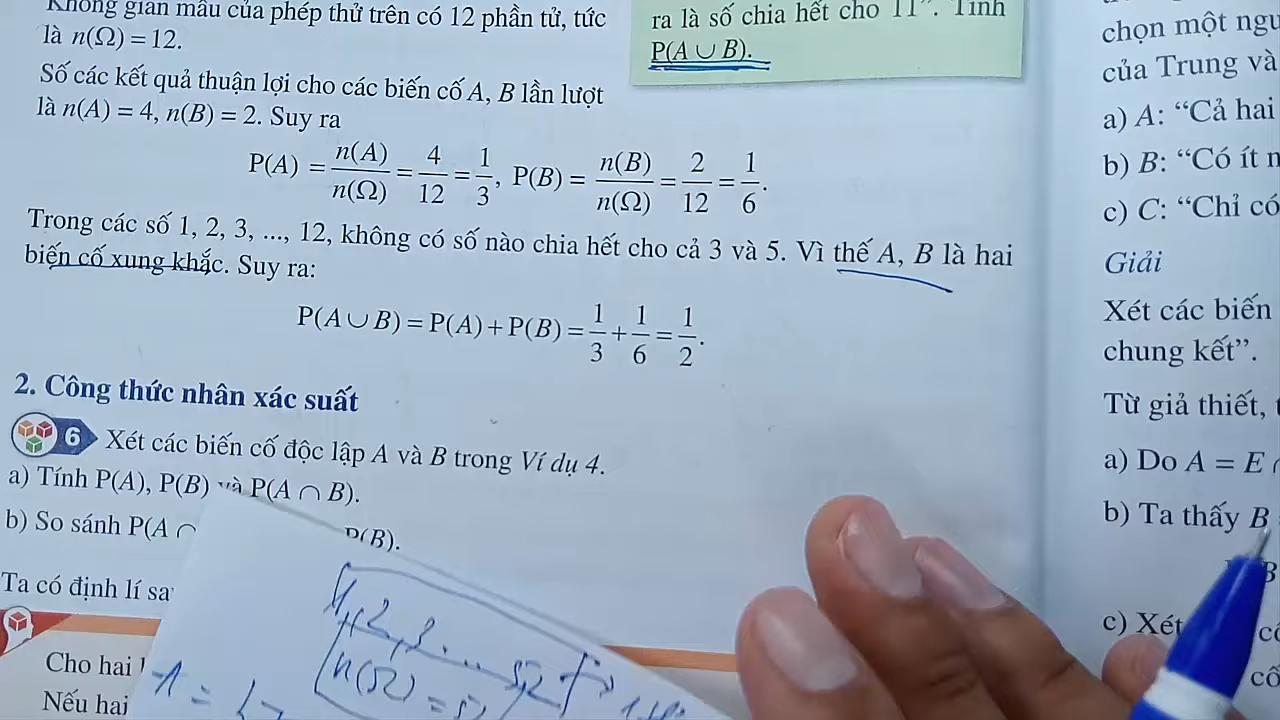 Không gian mẫu của phép thử trên có 12 phần tử, tức
là n(Ω) = 12.
Số các kết quả thuận lợi cho các biến cố A, B lần lượt
là n(A) = 4, n(B) = 2. Suy ra
P(A) = n(A)/n(Ω) = 4/12 = 1/3, P(B) = n(B)/n(Ω) = 2/12 = 1/6.
Trong các số 1, 2, 3, ..., 12, không có số nào chia hết cho cả 3 và 5. Vì thế A, B là hai
biến cố xung khắc. Suy ra:
P(A ∪ B) = P(A) + P(B) = 1/3 + 1/6 = 1/2.
2. Công thức nhân xác suất
6 Xét các biến cố độc lập A và B trong Ví dụ 4.
a) Tính P(A), P(B) và P(A ∩ B).
b) So sánh P(A ∩ P(B).
Ta có định lí
Cho hai
Nếu hai
1, 2, 3 ... 52
n(Ω) = 52
A =
ra là số chia hết cho 11". Tính
P(A ∪ B).
chọn một
của Trung và
a) A: "Cả hai
b) B: "Có ít
c) C: "Chỉ có
Giải
Xét các biến
chung kết".
Từ giả thiết,
a) Do A = E ∩
b) Ta thấy B
B
c) Xét